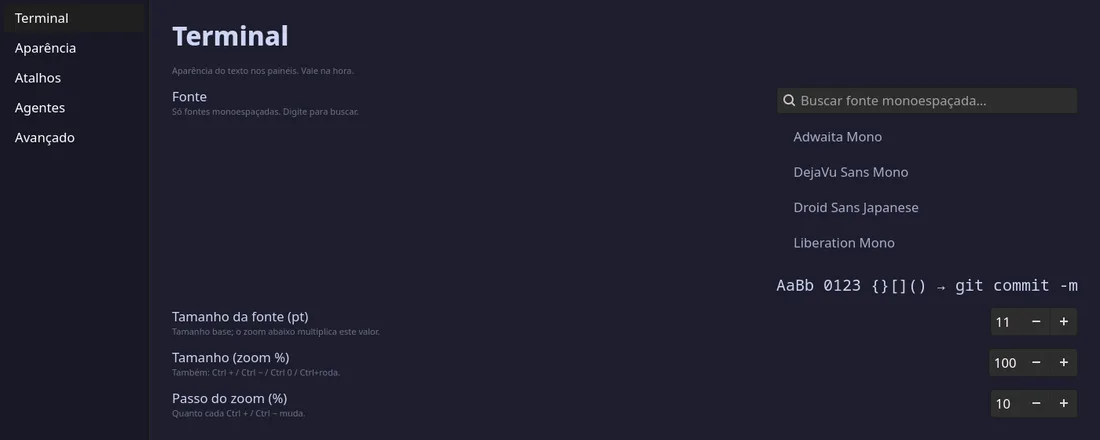 Terminal
Aparência
Atalhos
Agentes
Avançado
Terminal
Aparência do texto nos painéis. Vale na hora.
Fonte
Só fontes monoespaçadas. Digite para buscar.
Buscar fonte monoespaçada...
Adwaita Mono
DejaVu Sans Mono
Droid Sans Japanese
Liberation Mono
AaBb 0123 {}[]() → git commit -m
Tamanho da fonte (pt)
Tamanho base; o zoom abaixo multiplica este valor.
11 − +
Tamanho (zoom %)
Também: Ctrl + / Ctrl − / Ctrl 0 / Ctrl+roda.
100 − +
Passo do zoom (%)
Quanto cada Ctrl + / Ctrl − muda.
10 − +